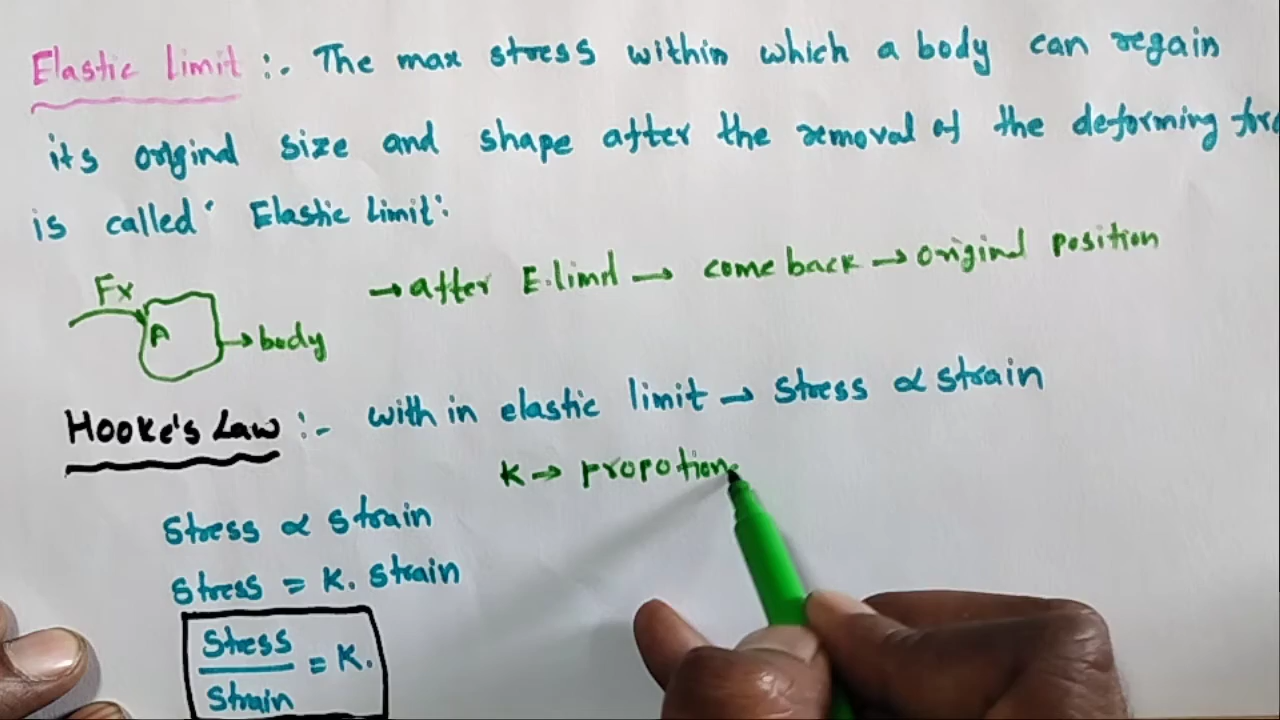 Elastic Limit :- The max stress within which a body can regain
its original size and shape after the removal of the deforming
is called' Elastic Limit:
→ after E.limit → come back → original position
Fx
A → body
Hooke's Law :- with in elastic limit → Stress ∝ strain
K → propotion
Stress ∝ strain
Stress = K. strain
Stress
Strain
= K.